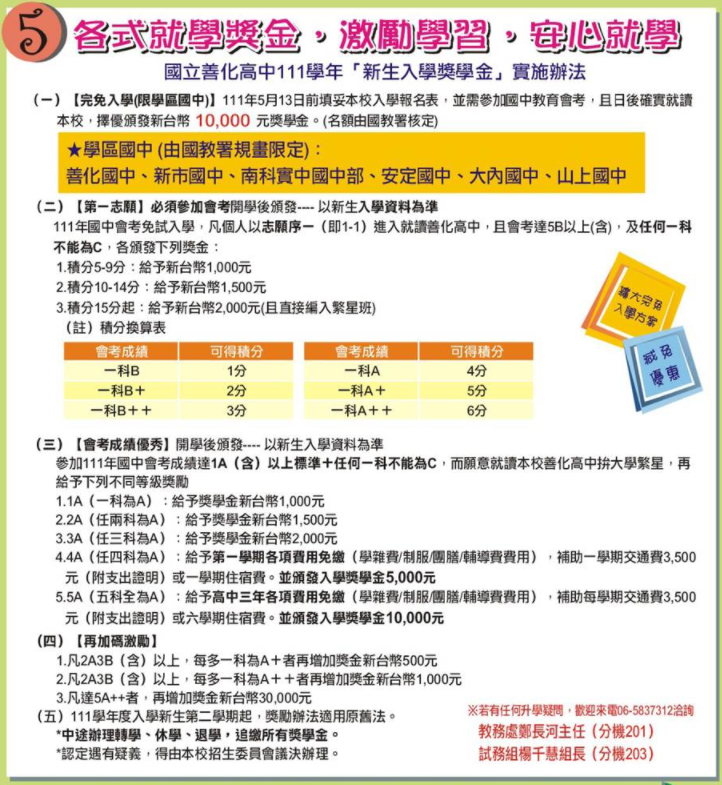 5 各式就學獎金，激勵學習，安心就學
國立善化高中111學年「新生入學獎學金」實施辦法
(一)【完免入學(限學區國中)】111年5月13日前填妥本校入學報名表，並需參加國中教育會考，且日後確實就讀
本校，擇優頒發新台幣 10,000 元獎學金。(名額由國教署核定)
★學區國中 (由國教署規畫限定)：
善化國中、新市國中、南科實中國中部、安定國中、大內國中、山上國中
(二)【第一志願】必須參加會考開學後頒發---- 以新生入學資料為準
111年國中會考免試入學，凡個人以志願序一（即1-1）進入就讀善化高中，且會考達5B以上(含)，及任何一科
不能為C，各頒發下列獎金：
1.積分5-9分：給予新台幣1,000元
2.積分10-14分：給予新台幣1,500元
3.積分15分起：給予新台幣2,000元(且直接編入繁星班)
（註）積分換算表
會考成績 可得積分 會考成績 可得積分
一科B 1分 一科A 4分
一科B+ 2分 一科A+ 5分
一科B++ 3分 一科A++ 6分
擴大完免
入學方案
減免
優惠
(三)【會考成績優秀】開學後頒發---- 以新生入學資料為準
參加111年國中會考成績達1A（含）以上標準＋任何一科不能為C，而願意就讀本校善化高中拚大學繁星，再
給予下列不同等級獎勵
1.1A（一科為A）：給予獎學金新台幣1,000元
2.2A（任兩科為A）：給予獎學金新台幣1,500元
3.3A（任三科為A）：給予獎學金新台幣2,000元
4.4A（任四科為A）：給予第一學期各項費用免繳（學雜費/制服/團膳/輔導費費用），補助一學期交通費3,500
元（附支出證明）或一學期住宿費。並頒發入學獎學金5,000元
5.5A（五科全為A）：給予高中三年各項費用免繳（學雜費/制服/團膳/輔導費費用），補助每學期交通費3,500
元（附支出證明）或六學期住宿費。並頒發入學獎學金10,000元
(四)【再加碼激勵】
1.凡2A3B（含）以上，每多一科為A＋者再增加獎金新台幣500元
2.凡2A3B（含）以上，每多一科為A＋＋者再增加獎金新台幣1,000元
3.凡達5A++者，再增加獎金新台幣30,000元
(五）111學年度入學新生第二學期起，獎勵辦法適用原舊法。
*中途辦理轉學、休學、退學，追繳所有獎學金。
*認定遇有疑義，得由本校招生委員會議決辦理。
※若有任何升學疑問，歡迎來電06-5837312洽詢
教務處鄭長河主任（分機201）
試務組楊千慧組長（分機203）